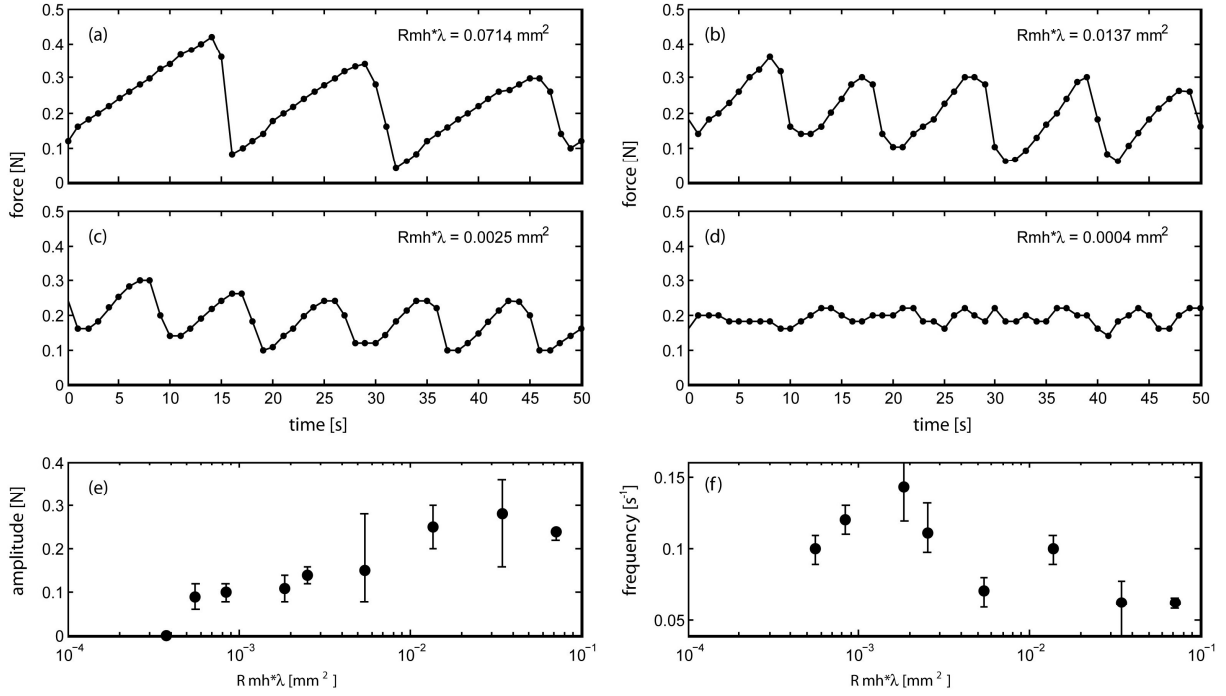 0.5
0.4
0.3
0.2
0.1
0
force [N]
(a)
Rmh*λ = 0.0714 mm2
0.5
0.4
0.3
0.2
0.1
0
force [N]
(b)
Rmh*λ = 0.0137 mm2
0.5
0.4
0.3
0.2
0.1
0
(c)
Rmh*λ = 0.0025 mm2
0 5 10 15 20 25 30 35 40 45 50
time [s]
0.5
0.4
0.3
0.2
0.1
0
(d)
Rmh*λ = 0.0004 mm2
0 5 10 15 20 25 30 35 40 45 50
time [s]
0.4
0.3
0.2
0.1
0
amplitude [N]
(e)
10−4 10−3 10−2 10−1
R mh*λ [mm 2 ]
0.15
0.1
0.05
frequency [s-1]
(f)
10−4 10−3 10−2 10−1
R mh*λ [mm 2 ]